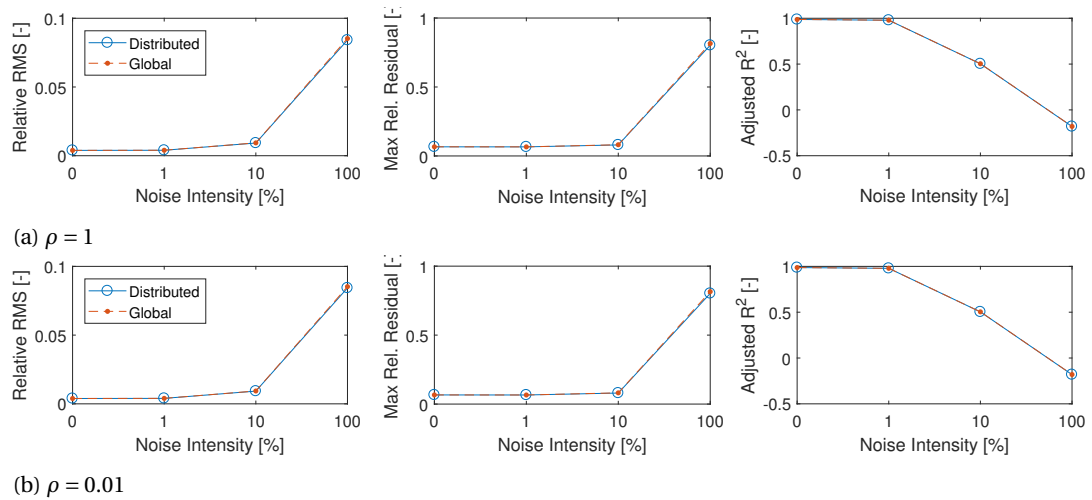 0.1
0.05
0
Relative RMS [-]
Distributed
Global
0 1 10 100
Noise Intensity [%]
1
0.5
0
Max Rel. Residual [-
0 1 10 100
Noise Intensity [%]
1
0.5
0
-0.5
Adjusted R² [-]
0 1 10 100
Noise Intensity [%]
(a) ρ = 1
0.1
0.05
0
Relative RMS [-]
Distributed
Global
0 1 10 100
Noise Intensity [%]
1
0.5
0
Max Rel. Residual [-
0 1 10 100
Noise Intensity [%]
1
0.5
0
-0.5
Adjusted R² [-]
0 1 10 100
Noise Intensity [%]
(b) ρ = 0.01